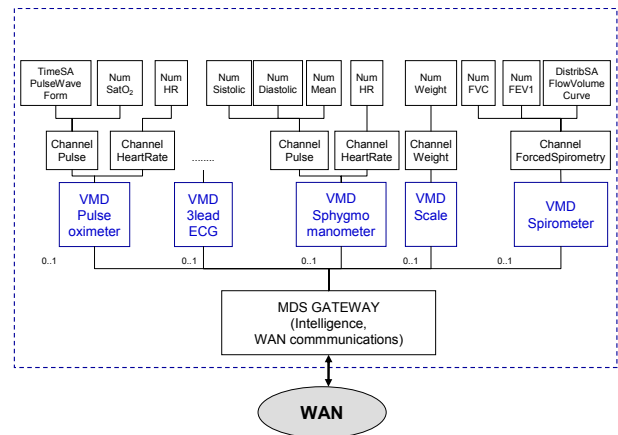 TimeSA
PulseWave
Form
Num
SatO₂
Num
HR
Num
Sistolic
Num
Diastolic
Num
Mean
Num
HR
Num
Weight
Num
FVC
Num
FEV1
DistribSA
FlowVolume
Curve
Channel
Pulse
Channel
HeartRate
........
Channel
Pulse
Channel
HeartRate
Channel
Weight
Channel
ForcedSpirometry
VMD
Pulse
oximeter
VMD
3lead
ECG
VMD
Sphygmo
manometer
VMD
Scale
VMD
Spirometer
0..1
0..1
0..1
0..1
0..1
MDS GATEWAY
(Intelligence,
WAN commmunications)
WAN